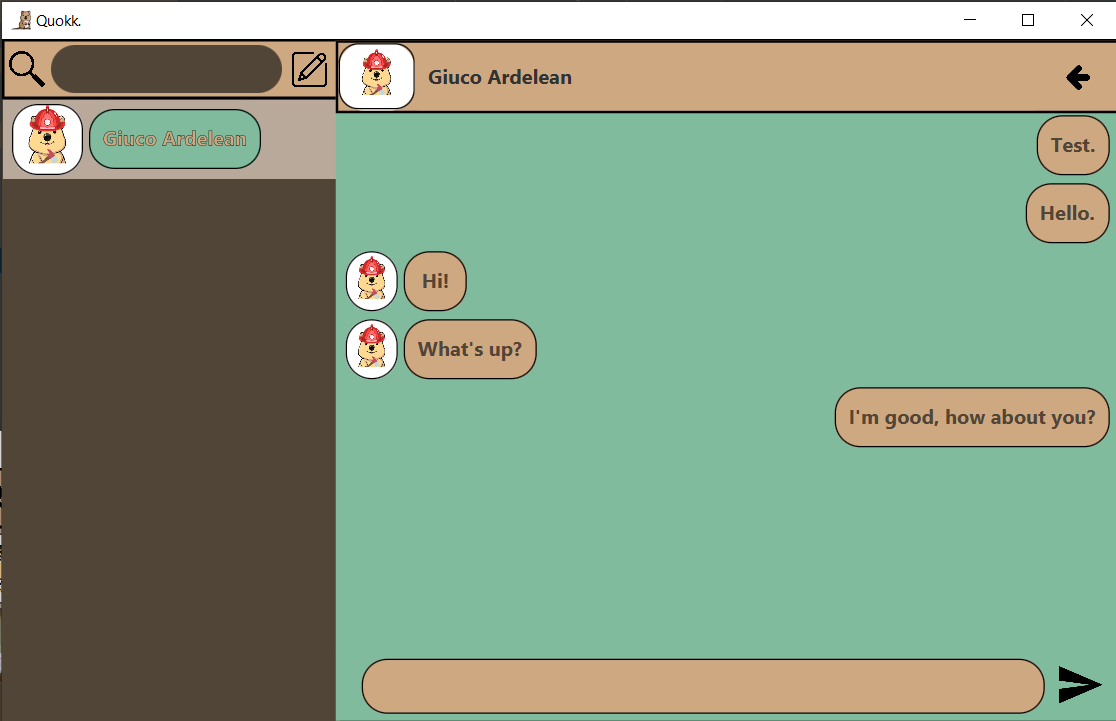 Quokk.
Giuco Ardelean
Giuco Ardelean
Test.
Hello.
Hi!
What's up?
I'm good, how about you?